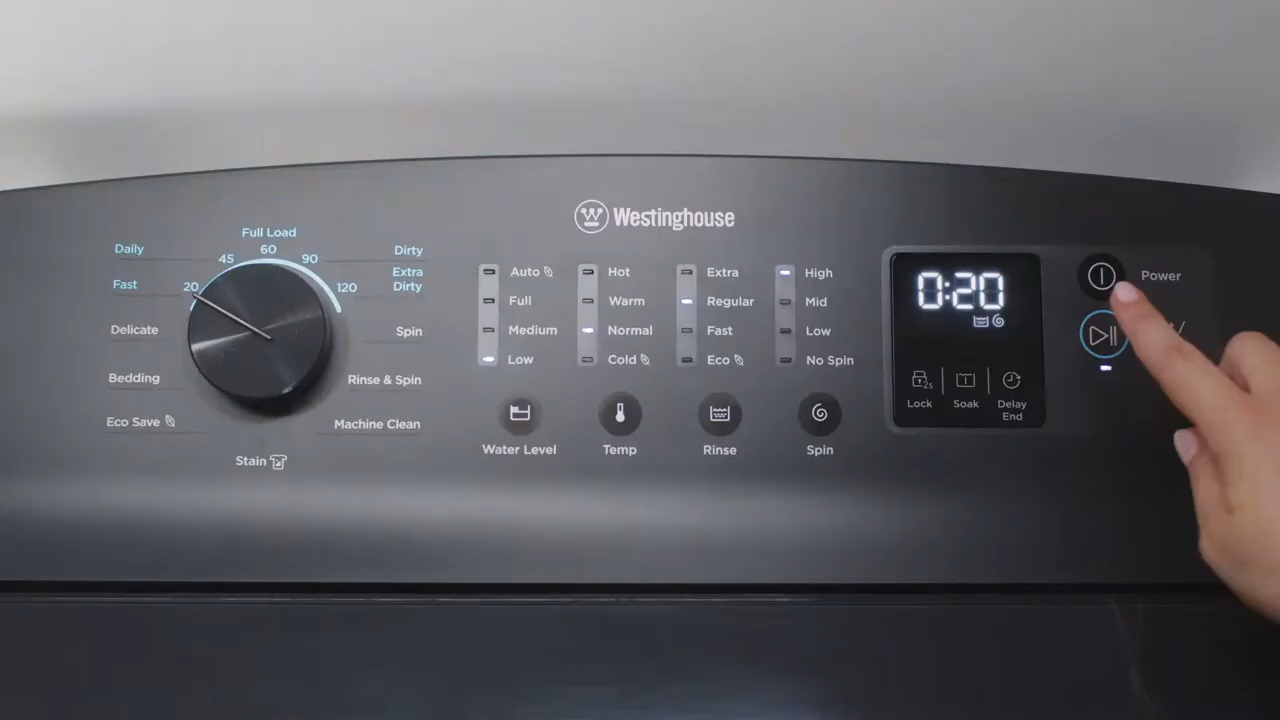 Westinghouse
Full Load
Daily
45
60
90
Dirty
Fast
20
120
Extra
Dirty
Delicate
Spin
Bedding
Rinse & Spin
Eco Save
Machine Clean
Stain
Auto
Full
Medium
Low
Water Level
Hot
Warm
Normal
Cold
Temp
Extra
Regular
Fast
Eco
Rinse
High
Mid
Low
No Spin
Spin
0:20
2s
Lock
Soak
Delay
End
Power